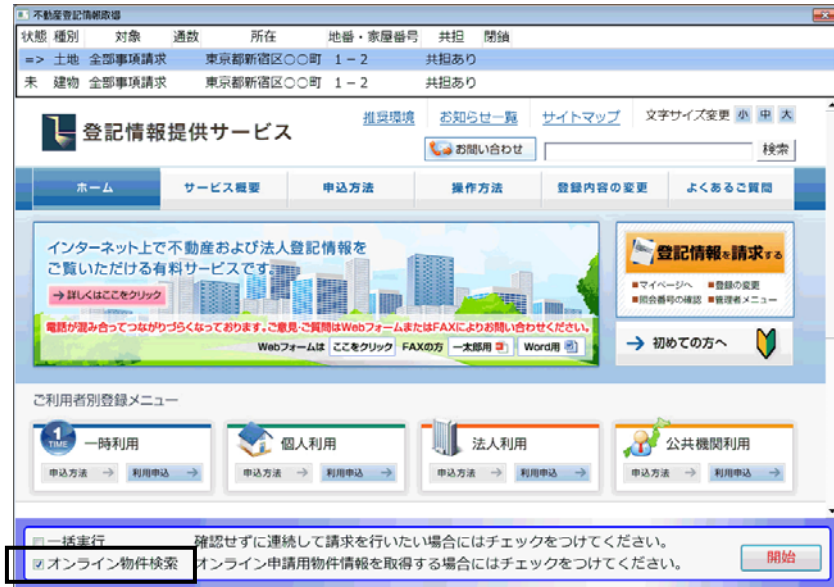 不動産登記情報取得
状態 種別 対象 通数 所在 地番・家屋番号 共担 閉鎖
=> 土地 全部事項請求 東京都新宿区○○町 1－2 共担あり
未 建物 全部事項請求 東京都新宿区○○町 1－2 共担あり
登記情報提供サービス
推奨環境 お知らせ一覧 サイトマップ 文字サイズ変更 小 中 大
お問い合わせ 検索
ホーム サービス概要 申込方法 操作方法 登録内容の変更 よくあるご質問
インターネット上で不動産および法人登記情報を
ご覧いただける有料サービスです。
→ 詳しくはここをクリック
電話が混み合ってつながりづらくなっております。ご意見・ご質問はWebフォームまたはFAXによりお問い合わせください。
Webフォームは ここをクリック FAXの方 一太郎用 Word用
登記情報を請求する
■マイページへ ■登録の変更
■照会番号の確認 ■管理者メニュー
→ 初めての方へ
ご利用者別登録メニュー
1 TIME 一時利用 個人利用 法人利用 公共機関利用
申込方法 → 利用申込 → 申込方法 → 利用申込 → 申込方法 → 利用申込 → 申込方法 → 利用申込 →
一括実行 確認せずに連続して請求を行いたい場合にはチェックをつけてください。
オンライン物件検索 オンライン申請用物件情報を取得する場合にはチェックをつけてください。
開始